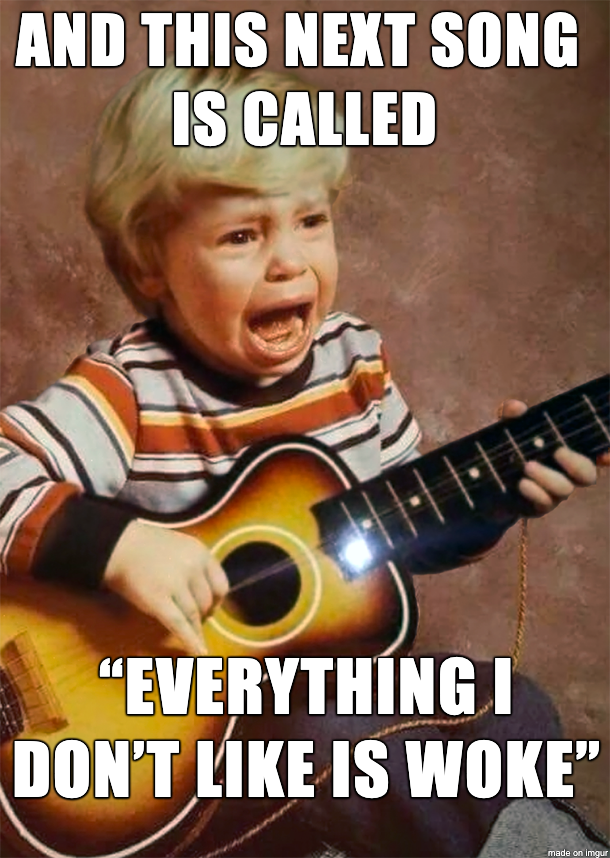 AND THIS NEXT SONG
IS CALLED
“EVERYTHING I
DON’T LIKE IS WOKE”
made on imgur